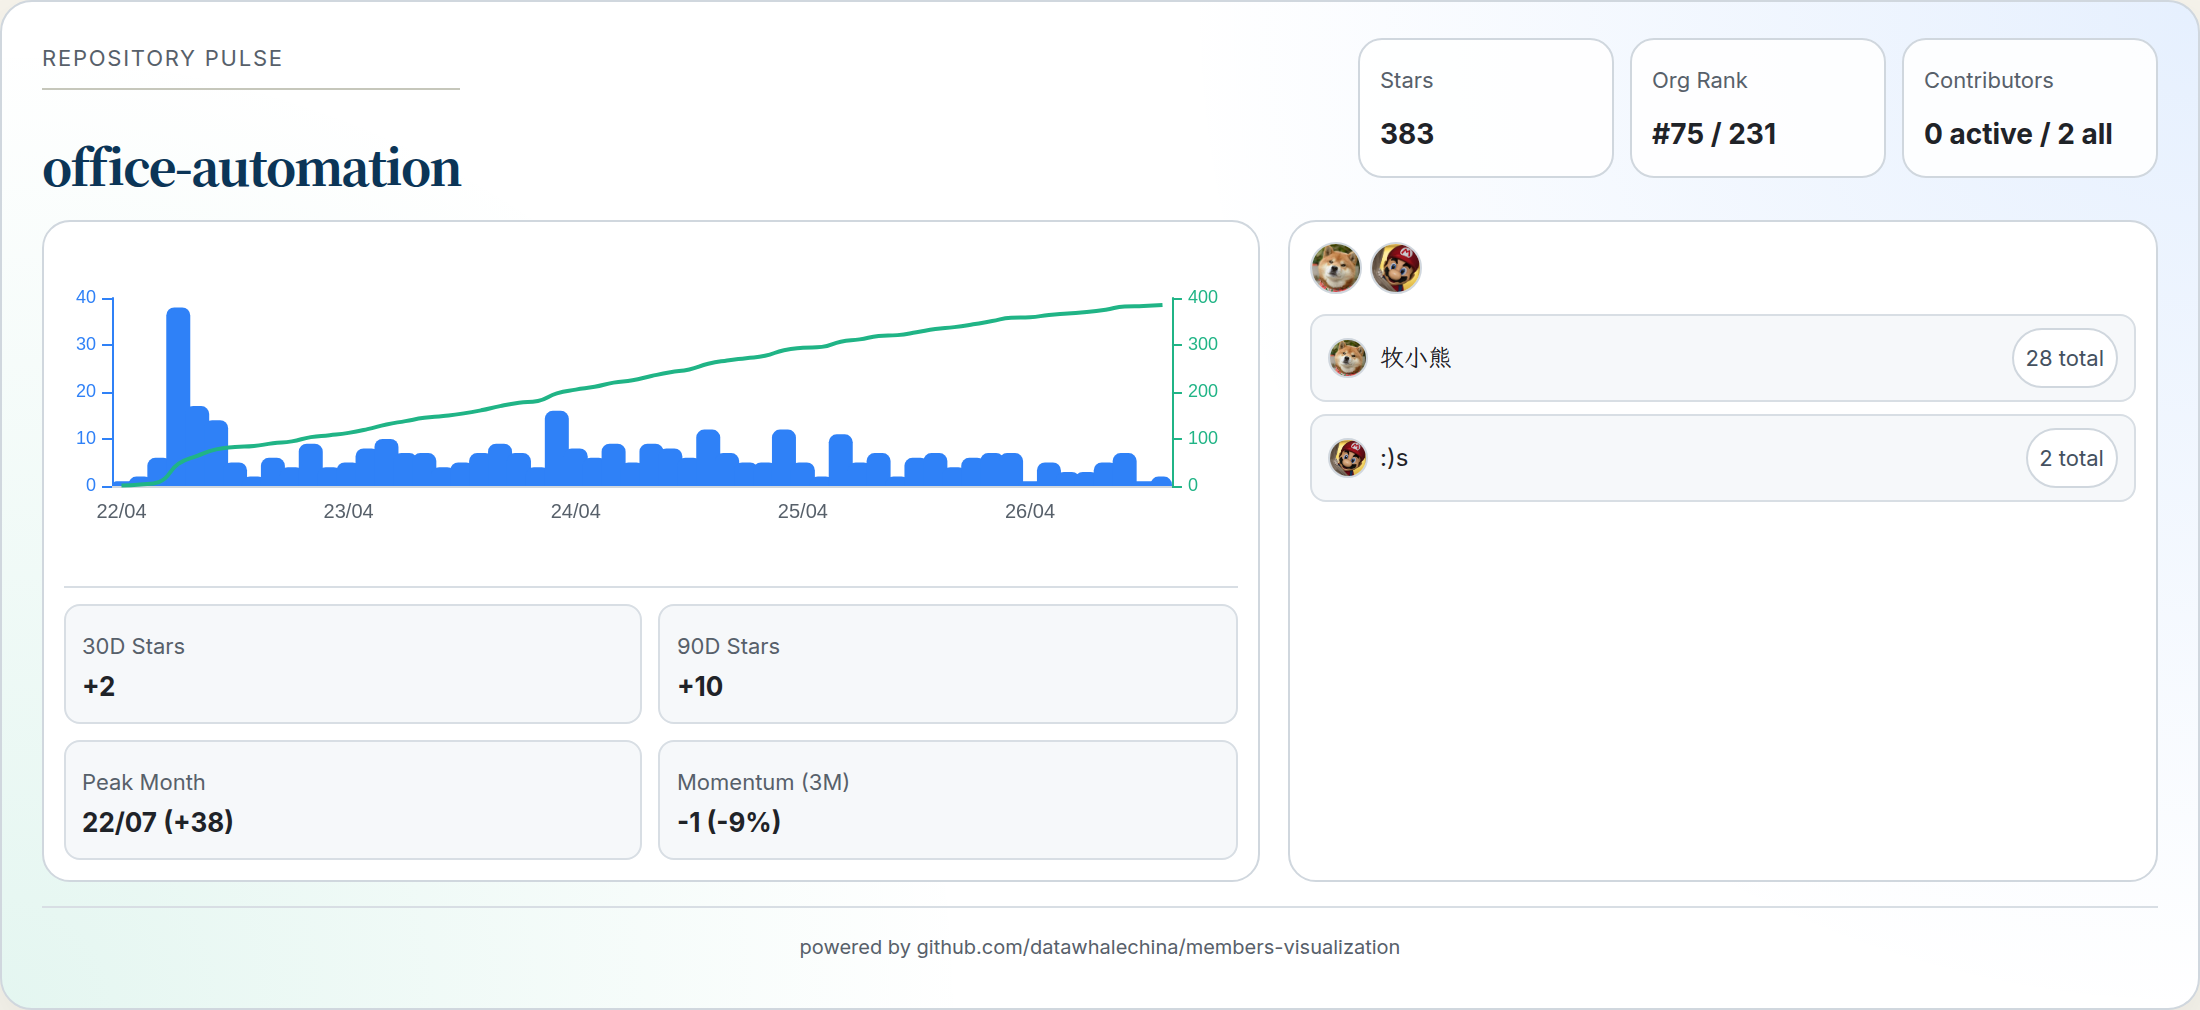 REPOSITORY PULSE
office-automation
Stars
383
Org Rank
#75 / 231
Contributors
0 active / 2 all
40
30
20
10
0
400
300
200
100
0
22/04
23/04
24/04
25/04
26/04
30D Stars
+2
90D Stars
+10
Peak Month
22/07 (+38)
Momentum (3M)
-1 (-9%)
牧小熊
28 total
:)s
2 total
powered by github.com/datawhalechina/members-visualization